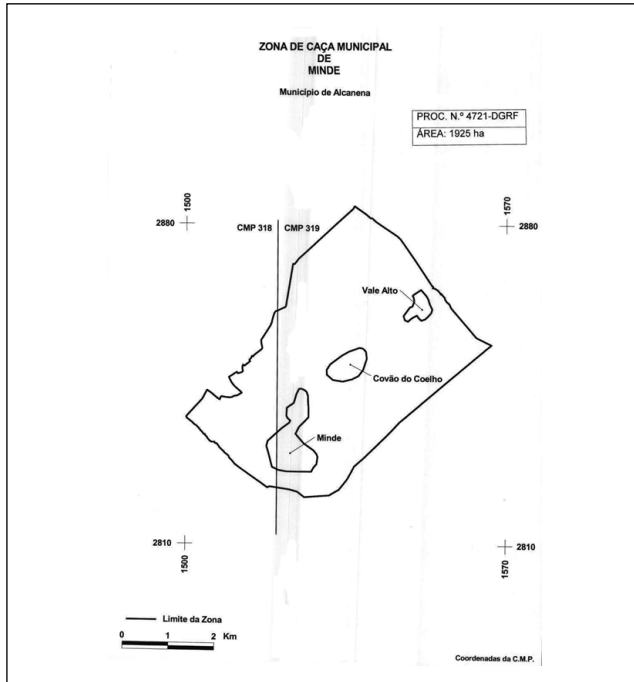 ZONA DE CAÇA MUNICIPAL
DE
MINDE
Município de Alcanena
PROC. N.º 4721-DGRF
ÁREA: 1925 ha
1500
1570
2880
2880
CMP 318
CMP 319
Vale Alto
Covão do Coelho
Minde
2810
2810
1500
1570
Limite da Zona
0 1 2 Km
Coordenadas da C.M.P.